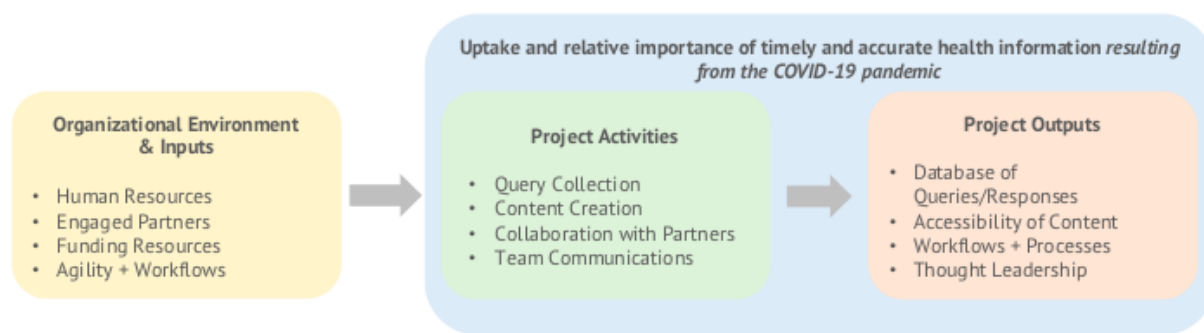 Uptake and relative importance of timely and accurate health information resulting
from the COVID-19 pandemic
Organizational Environment
& Inputs
• Human Resources
• Engaged Partners
• Funding Resources
• Agility + Workflows
Project Activities
• Query Collection
• Content Creation
• Collaboration with Partners
• Team Communications
Project Outputs
• Database of
Queries/Responses
• Accessibility of Content
• Workflows + Processes
• Thought Leadership